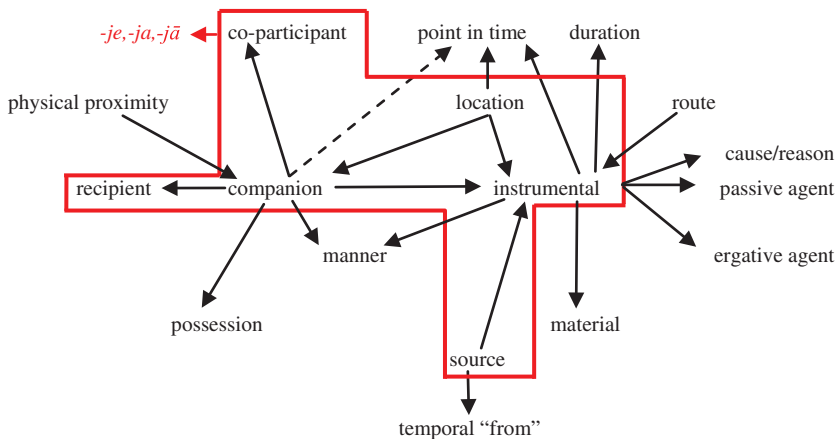 -je,-ja,-jā
co-participant
point in time
duration
physical proximity
location
route
cause/reason
recipient
companion
instrumental
passive agent
manner
ergative agent
possession
material
source
temporal “from”